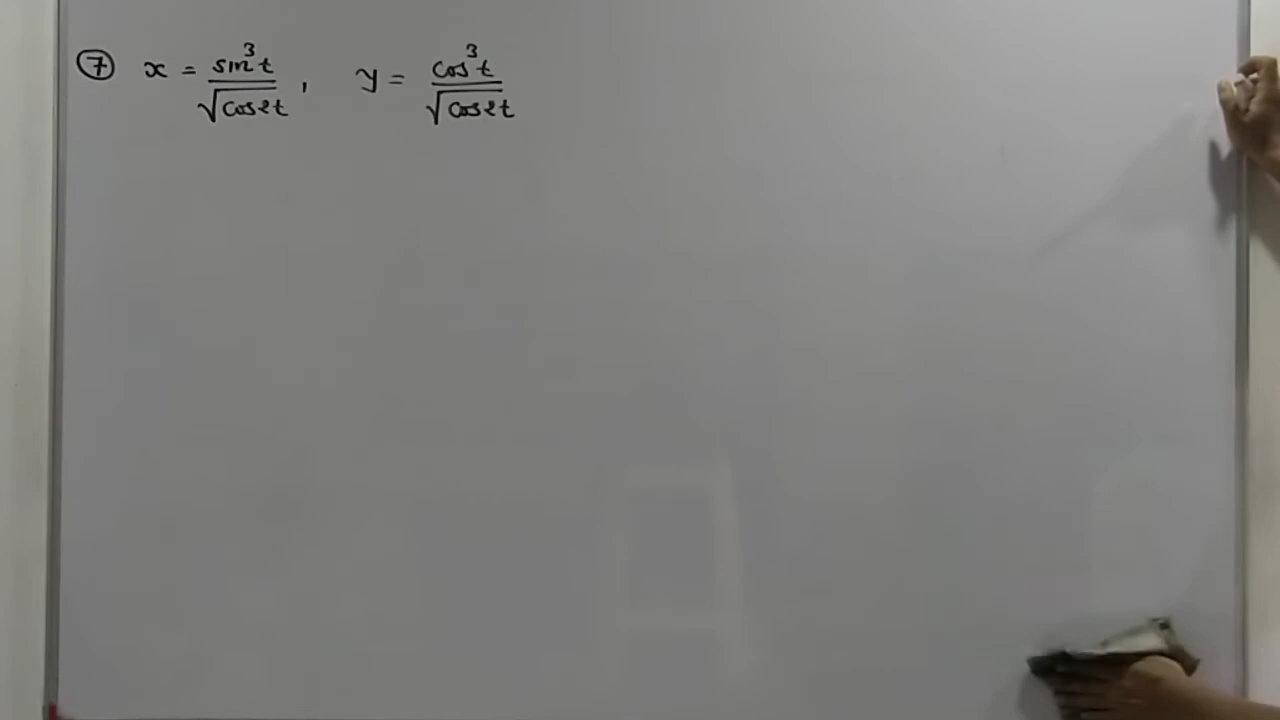 ⑦ x = sin³t / √cos2t , y = cos³t / √cos2t